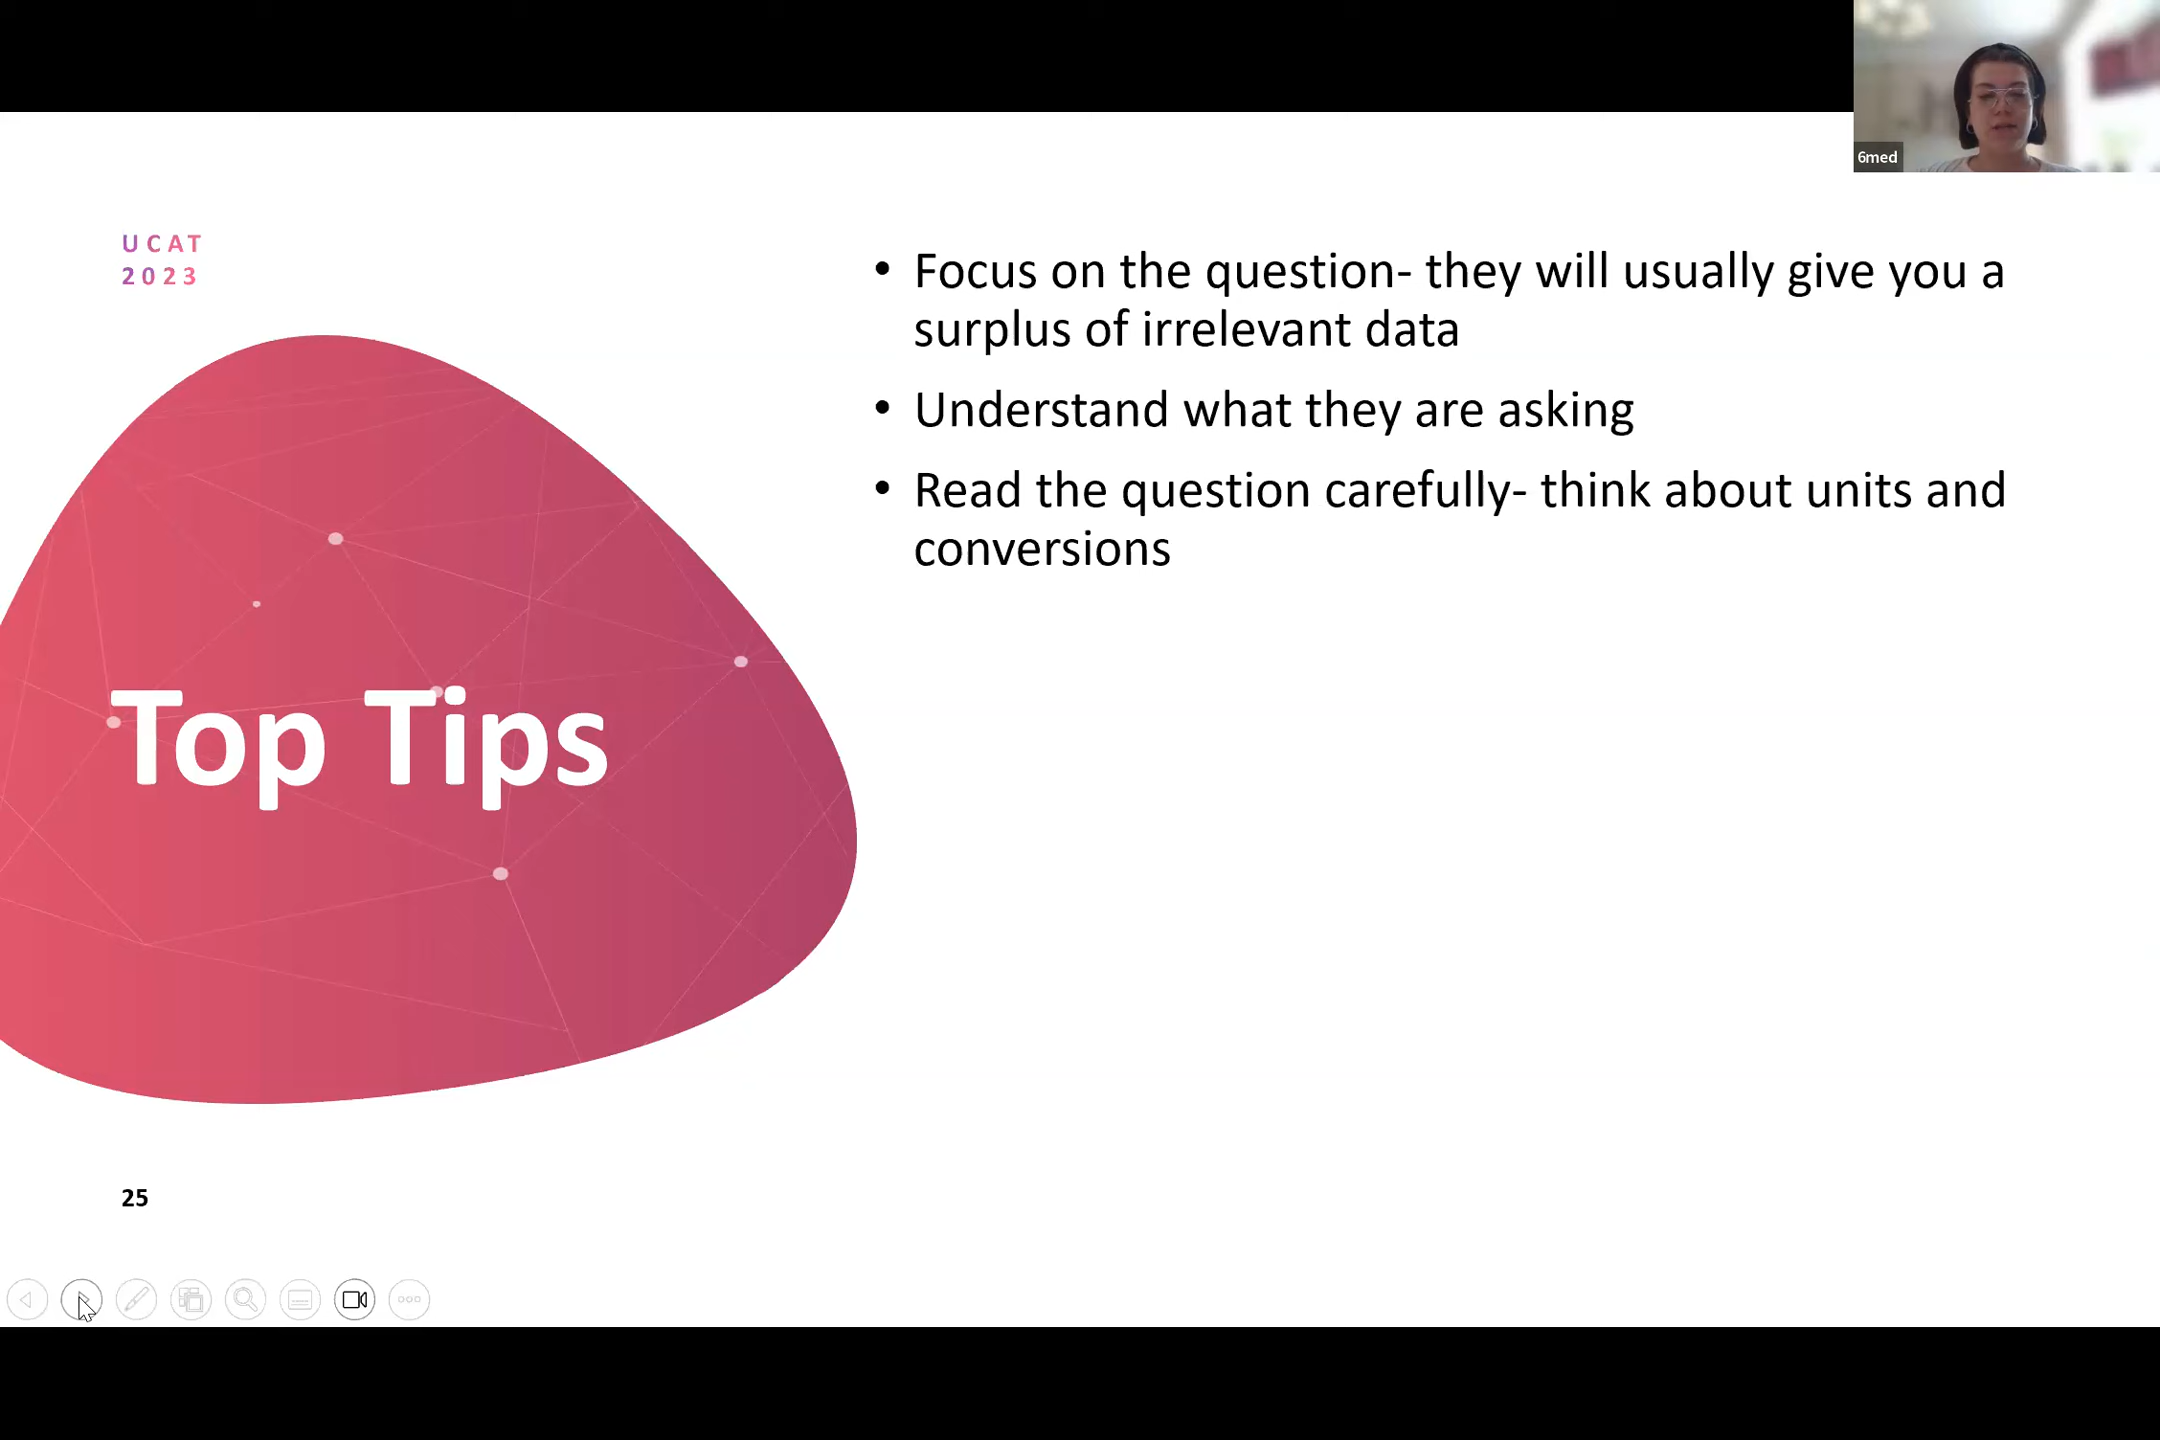 6med
UCAT
2023
• Focus on the question- they will usually give you a
surplus of irrelevant data
• Understand what they are asking
• Read the question carefully- think about units and
conversions
Top Tips
25